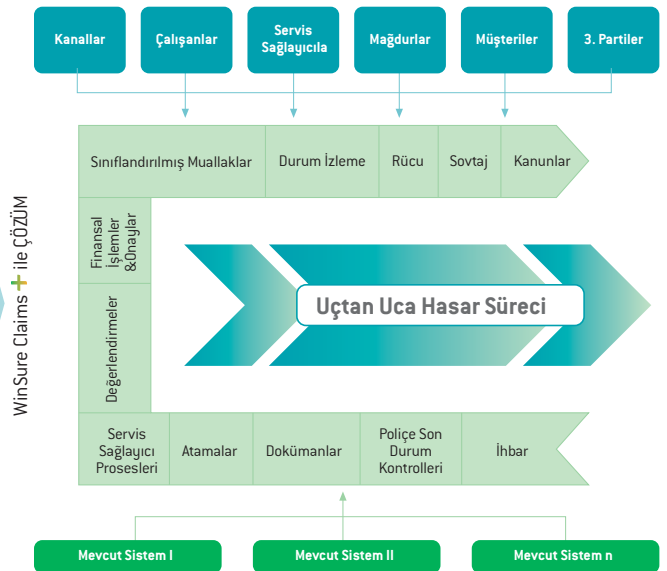 Kanallar
Çalışanlar
Servis
Sağlayıcıla
Mağdurlar
Müşteriler
3. Partiler
Sınıflandırılmış Muallaklar
Durum İzleme
Rücu
Sovtaj
Kanunlar
Finansal
İşlemler
&Onaylar
Değerlendirmeler
WinSure Claims + ile ÇÖZÜM
Uçtan Uca Hasar Süreci
Servis
Sağlayıcı
Prosesleri
Atamalar
Dokümanlar
Poliçe Son
Durum
Kontrolleri
İhbar
Mevcut Sistem I
Mevcut Sistem II
Mevcut Sistem n